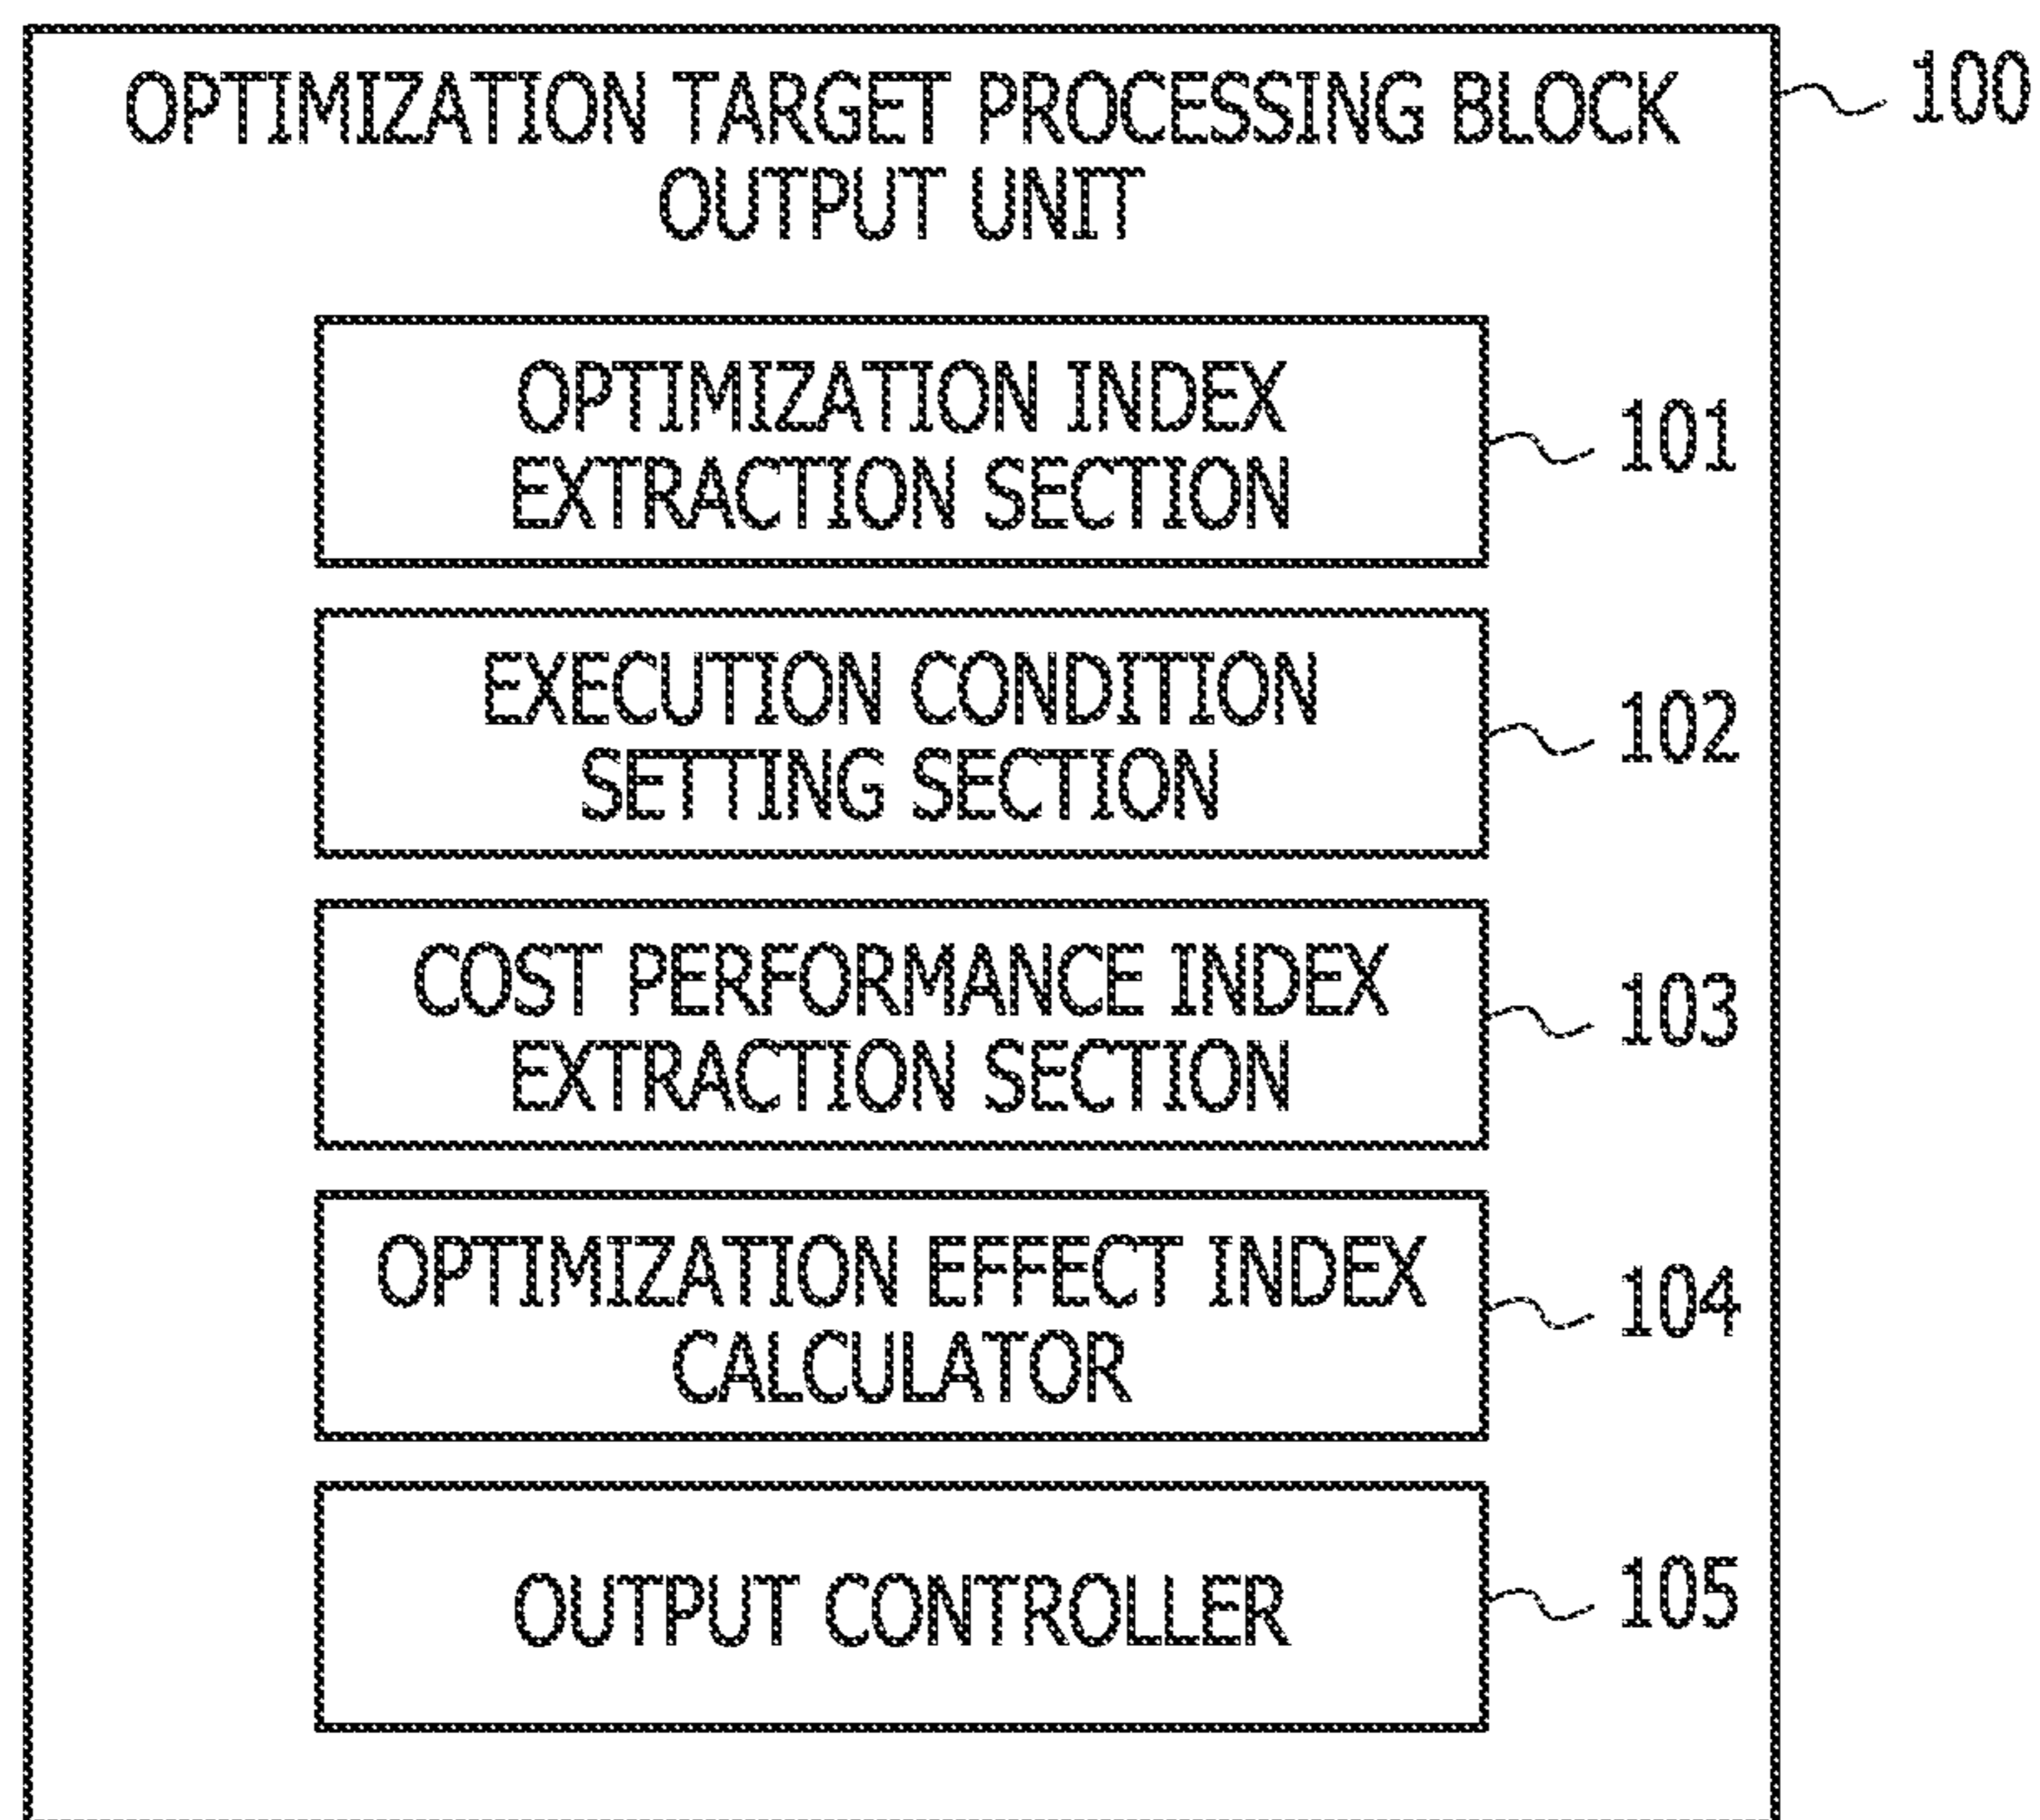 OPTIMIZATION TARGET PROCESSING BLOCK
OUTPUT UNIT
100
OPTIMIZATION INDEX
EXTRACTION SECTION
101
EXECUTION CONDITION
SETTING SECTION
102
COST PERFORMANCE INDEX
EXTRACTION SECTION
103
OPTIMIZATION EFFECT INDEX
CALCULATOR
104
OUTPUT CONTROLLER
105